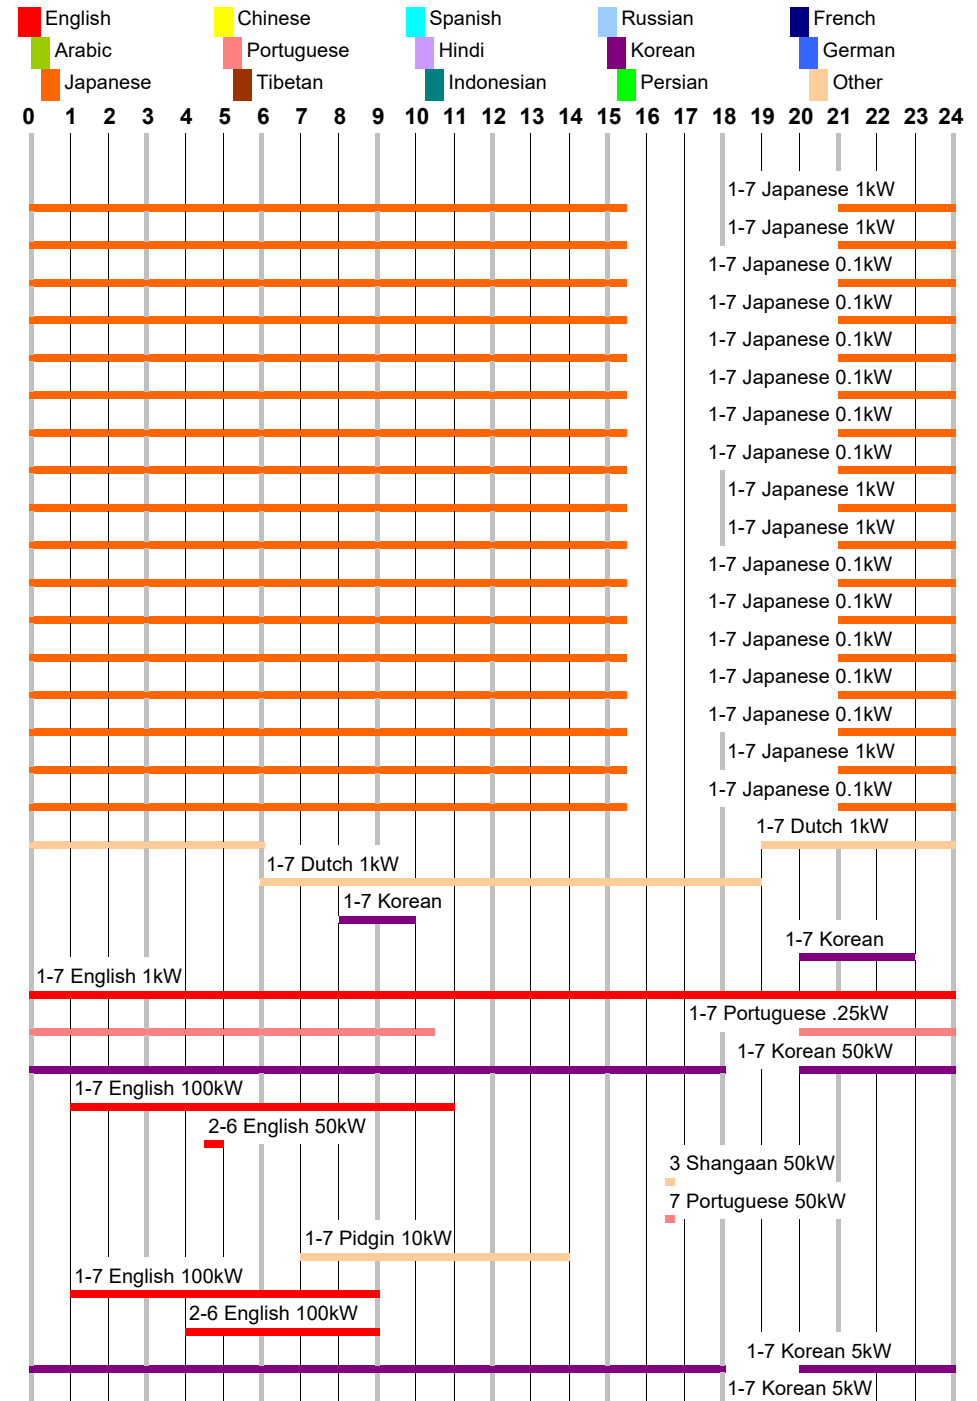 English Chinese Spanish Russian French
Arabic Portuguese Hindi Korean German
Japanese Tibetan Indonesian Persian Other
0 1 2 3 4 5 6 7 8 9 10 11 12 13 14 15 16 17 18 19 20 21 22 23 24
1-7 Japanese 1kW
1-7 Japanese 1kW
1-7 Japanese 0.1kW
1-7 Japanese 0.1kW
1-7 Japanese 0.1kW
1-7 Japanese 0.1kW
1-7 Japanese 0.1kW
1-7 Japanese 0.1kW
1-7 Japanese 1kW
1-7 Japanese 1kW
1-7 Japanese 0.1kW
1-7 Japanese 0.1kW
1-7 Japanese 0.1kW
1-7 Japanese 0.1kW
1-7 Japanese 0.1kW
1-7 Japanese 1kW
1-7 Japanese 0.1kW
1-7 Dutch 1kW
1-7 Dutch 1kW
1-7 Korean
1-7 Korean
1-7 English 1kW
1-7 Portuguese .25kW
1-7 Korean 50kW
1-7 English 100kW
2-6 English 50kW
3 Shangaan 50kW
7 Portuguese 50kW
1-7 Pidgin 10kW
1-7 English 100kW
2-6 English 100kW
1-7 Korean 5kW
1-7 Korean 5kW